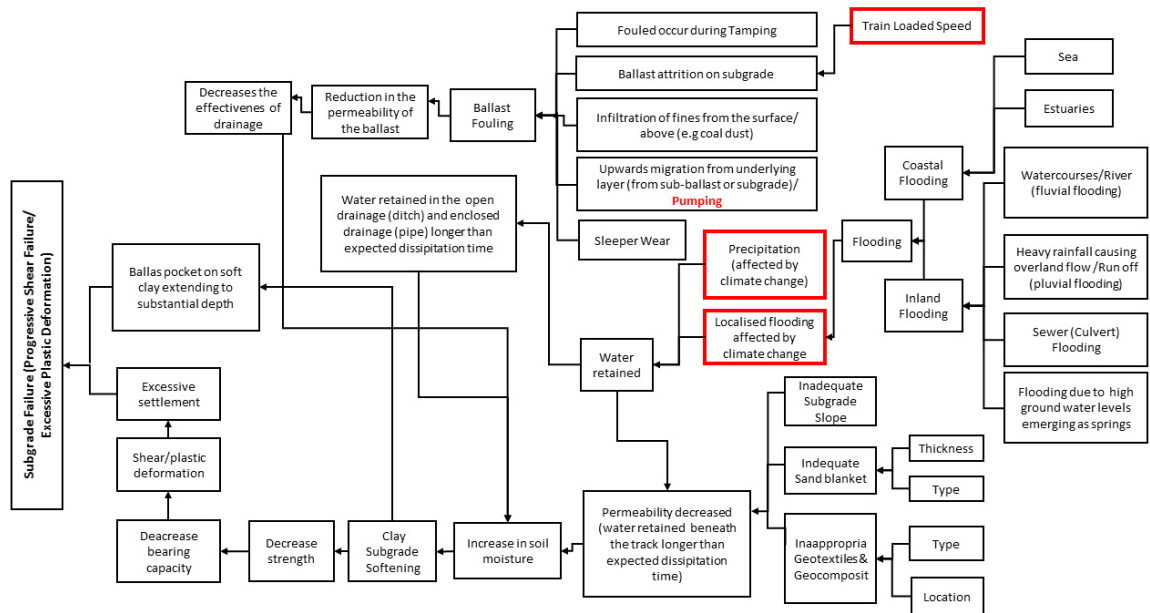 Subgrade Failure (Progressive Shear Failure/
Excessive Plastic Deformation)
Decreases the
effectivenes of
drainage
Reduction in the
permeability of
the ballast
Ballast
Fouling
Fouled occur during Tamping
Ballast attrition on subgrade
Infiltration of fines from the surface/
above (e.g coal dust)
Upwards migration from underlying
layer (from sub-ballast or subgrade)/
Pumping
Sleeper Wear
Train Loaded Speed
Sea
Estuaries
Coastal
Flooding
Watercourses/River
(fluvial flooding)
Flooding
Heavy rainfall causing
overland flow /Run off
(pluvial flooding)
Inland
Flooding
Sewer (Culvert)
Flooding
Flooding due to high
ground water levels
emerging as springs
Water retained in the open
drainage (ditch) and enclosed
drainage (pipe) longer than
expected dissipitation time
Precipitation
(affected by
climate change)
Localised flooding
affected by
climate change
Water
retained
Ballas pocket on soft
clay extending to
substantial depth
Excessive
settlement
Shear/plastic
deformation
Deacrease
bearing
capacity
Decrease
strength
Clay
Subgrade
Softening
Increase in soil
moisture
Permeability decreased
(water retained beneath
the track longer than
expected dissipitation
time)
Inadequate
Subgrade
Slope
Indequate
Sand blanket
Thickness
Type
Inaappropria
Geotextiles &
Geocomposit
Type
Location